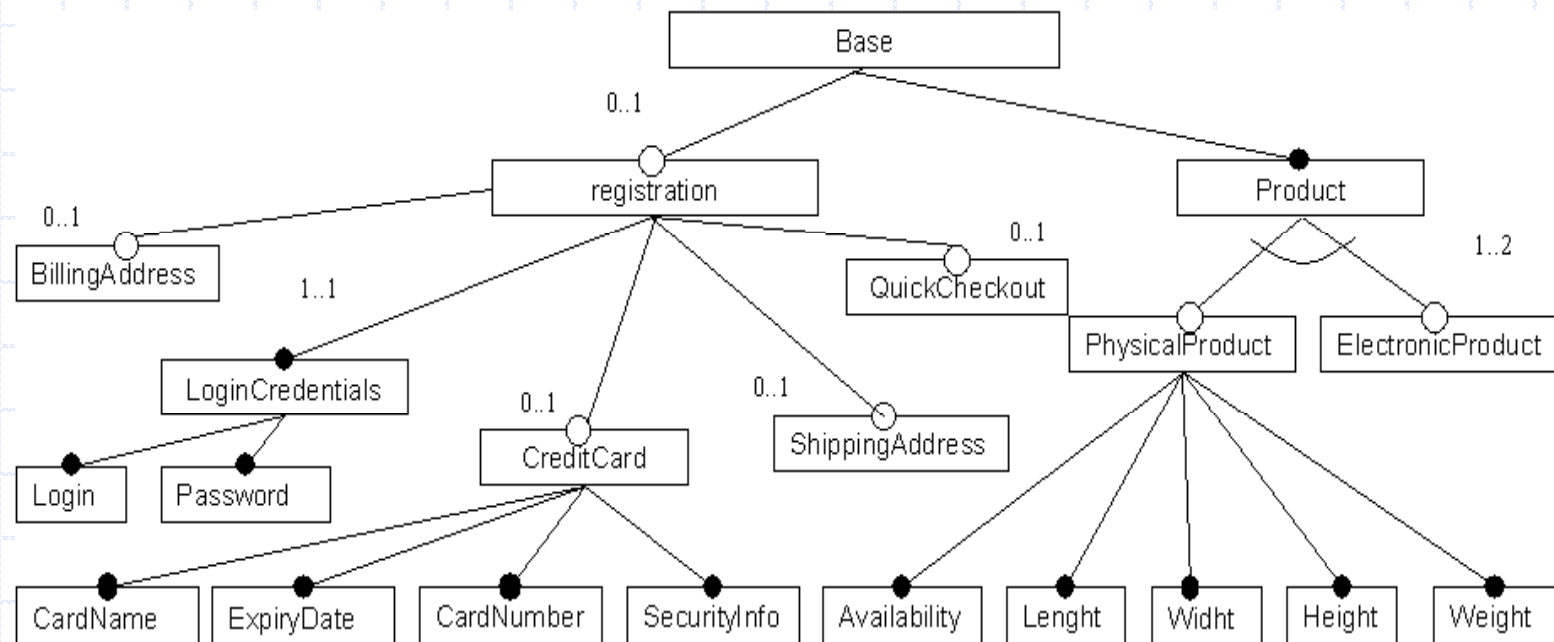 Base
0..1
registration
Product
0..1
0..1
1..2
BillingAddress
1..1
QuickCheckout
PhysicalProduct
ElectronicProduct
LoginCredentials
0..1
0..1
CreditCard
ShippingAddress
Login
Password
CardName
ExpiryDate
CardNumber
SecurityInfo
Availability
Lenght
Widht
Height
Weight